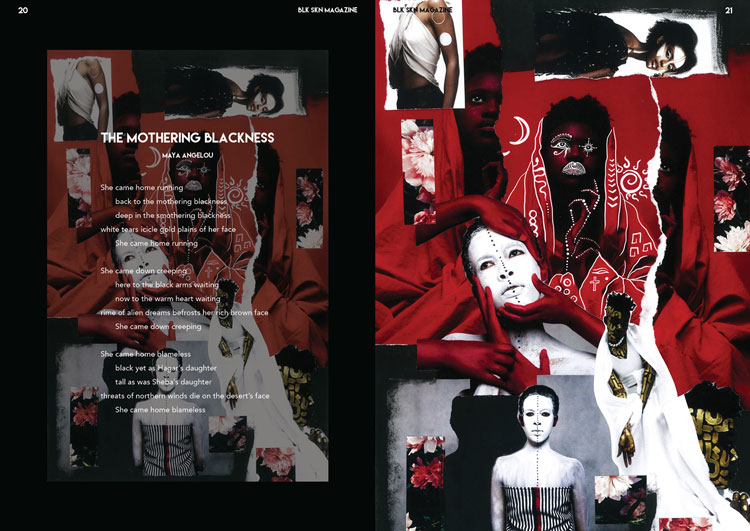 20
BLK SKN MAGAZINE
THE MOTHERING BLACKNESS
MAYA ANGELOU
She came home running
back to the mothering blackness
deep in the smothering blackness
white tears icicle gold plains of her face
She came home running
She came down creeping
here to the black arms waiting
now to the warm heart waiting
rime of alien dreams befrosts her rich brown face
She came down creeping
She came home blameless
black yet as Hagar's daughter
tall as was Sheba's daughter
threats of northern winds die on the desert's face
She came home blameless
BLK SKN MAGAZINE
21